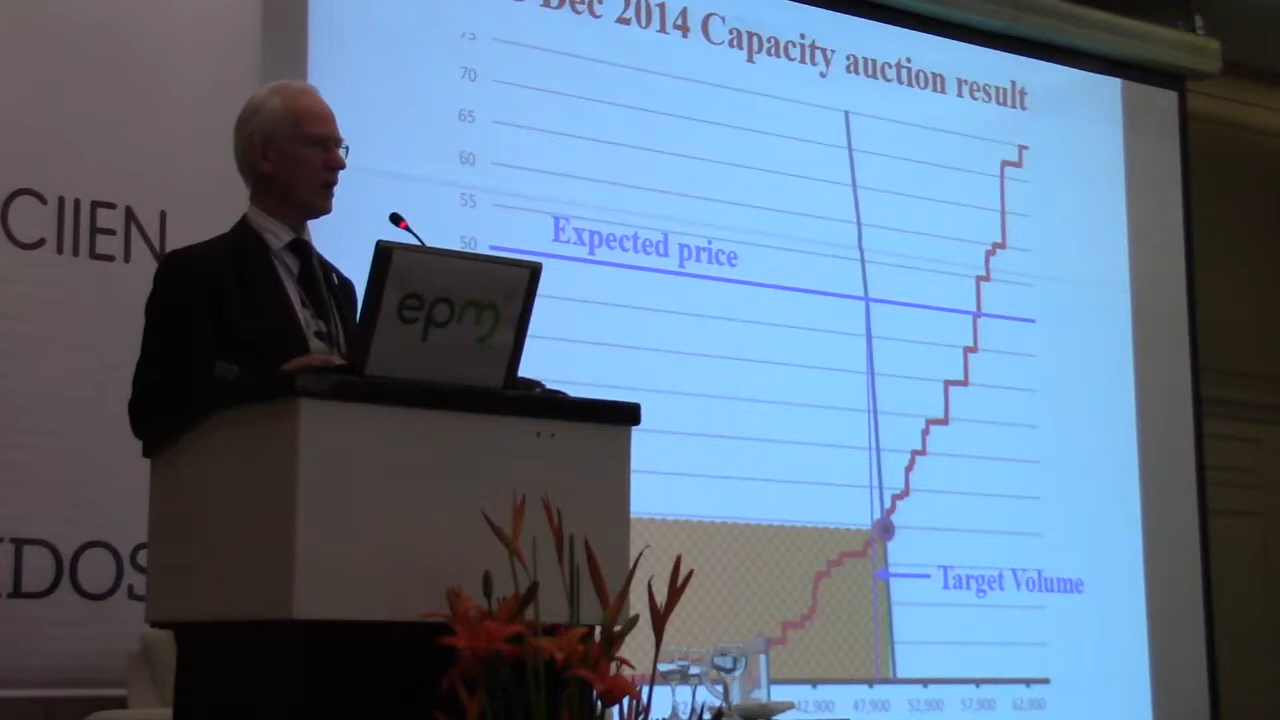 Dec 2014 Capacity auction result
75
70
65
60
55
50
Expected price
Target Volume
42,900 47,900 52,900 57,900 62,900
CIIEN
IDOS
epm